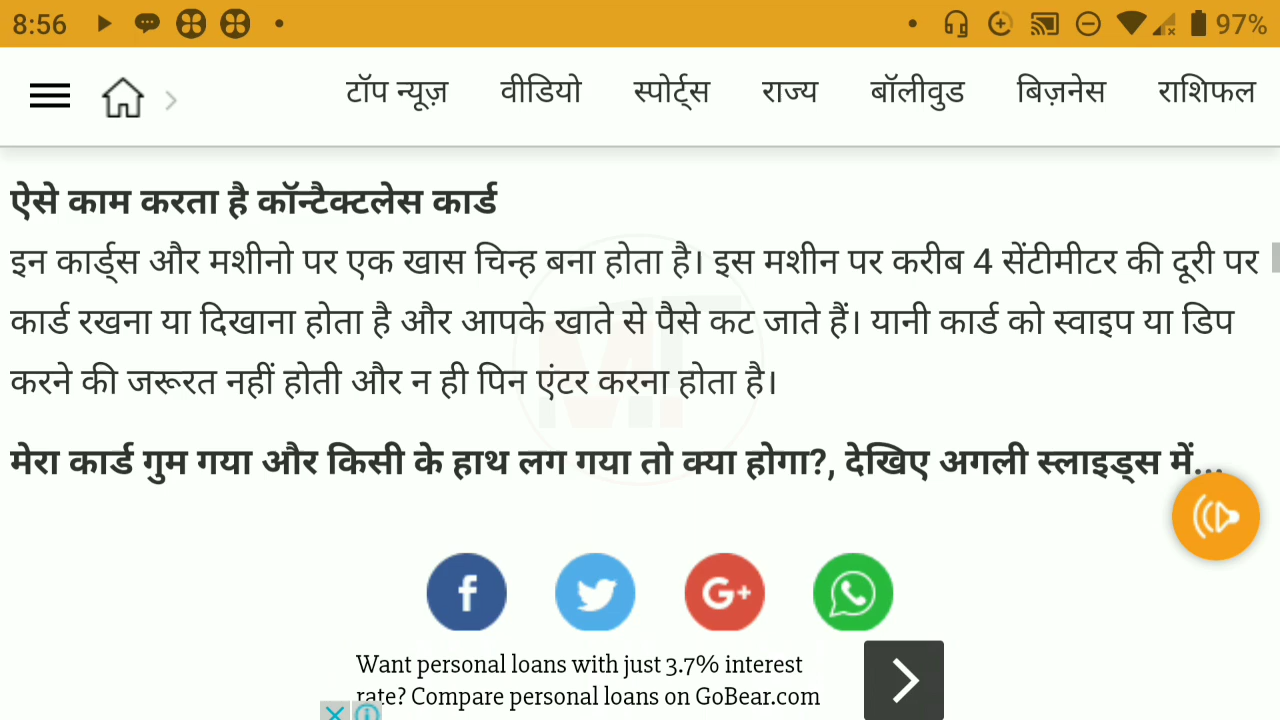 8:56
97%
टॉप न्यूज़ वीडियो स्पोर्ट्स राज्य बॉलीवुड बिज़नेस राशिफल
ऐसे काम करता है कॉन्टैक्टलेस कार्ड
इन कार्ड्स और मशीनो पर एक खास चिन्ह बना होता है। इस मशीन पर करीब 4 सेंटीमीटर की दूरी पर
कार्ड रखना या दिखाना होता है और आपके खाते से पैसे कट जाते हैं। यानी कार्ड को स्वाइप या डिप
करने की जरूरत नहीं होती और न ही पिन एंटर करना होता है।
मेरा कार्ड गुम गया और किसी के हाथ लग गया तो क्या होगा?, देखिए अगली स्लाइड्स में...
f G+
Want personal loans with just 3.7% interest
rate? Compare personal loans on GoBear.com